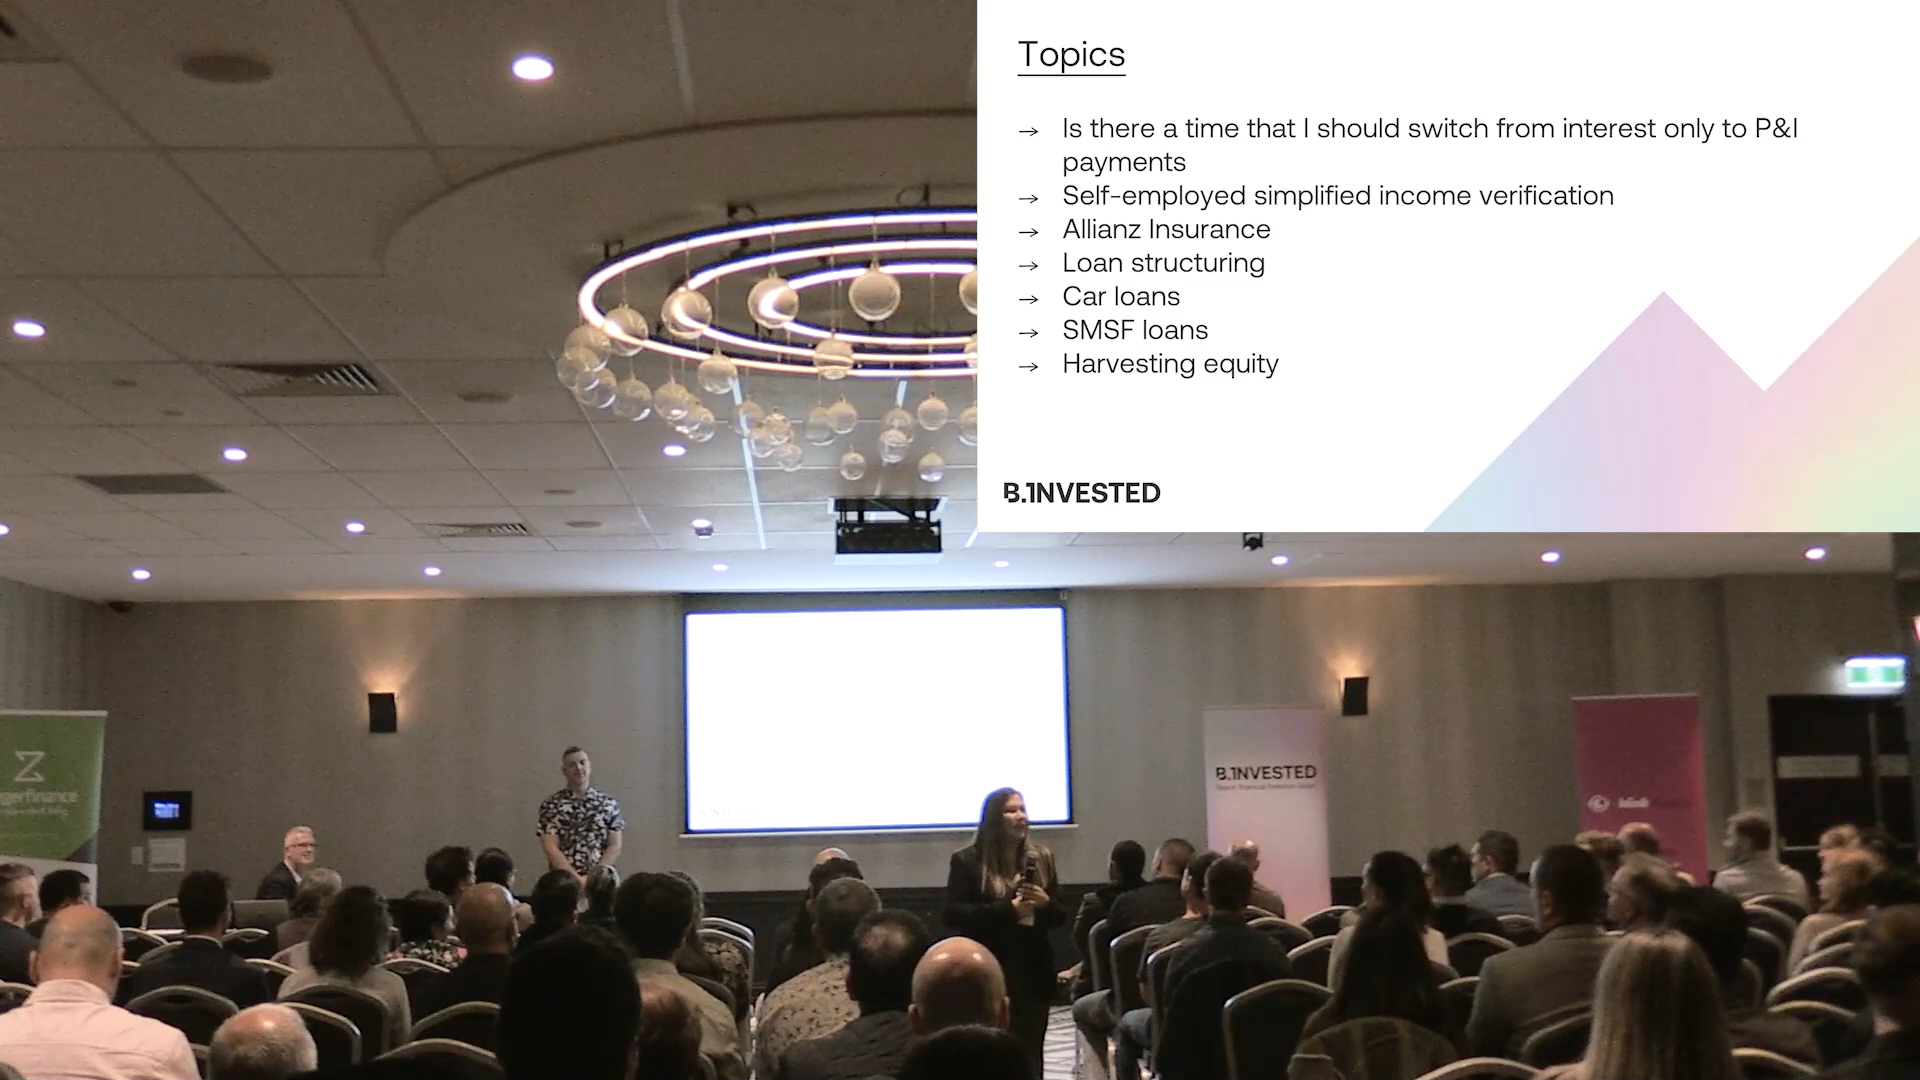 Topics
→ Is there a time that I should switch from interest only to P&I
payments
→ Self-employed simplified income verification
→ Allianz Insurance
→ Loan structuring
→ Car loans
→ SMSF loans
→ Harvesting equity
B.INVESTED
B.INVESTED
gerfinance